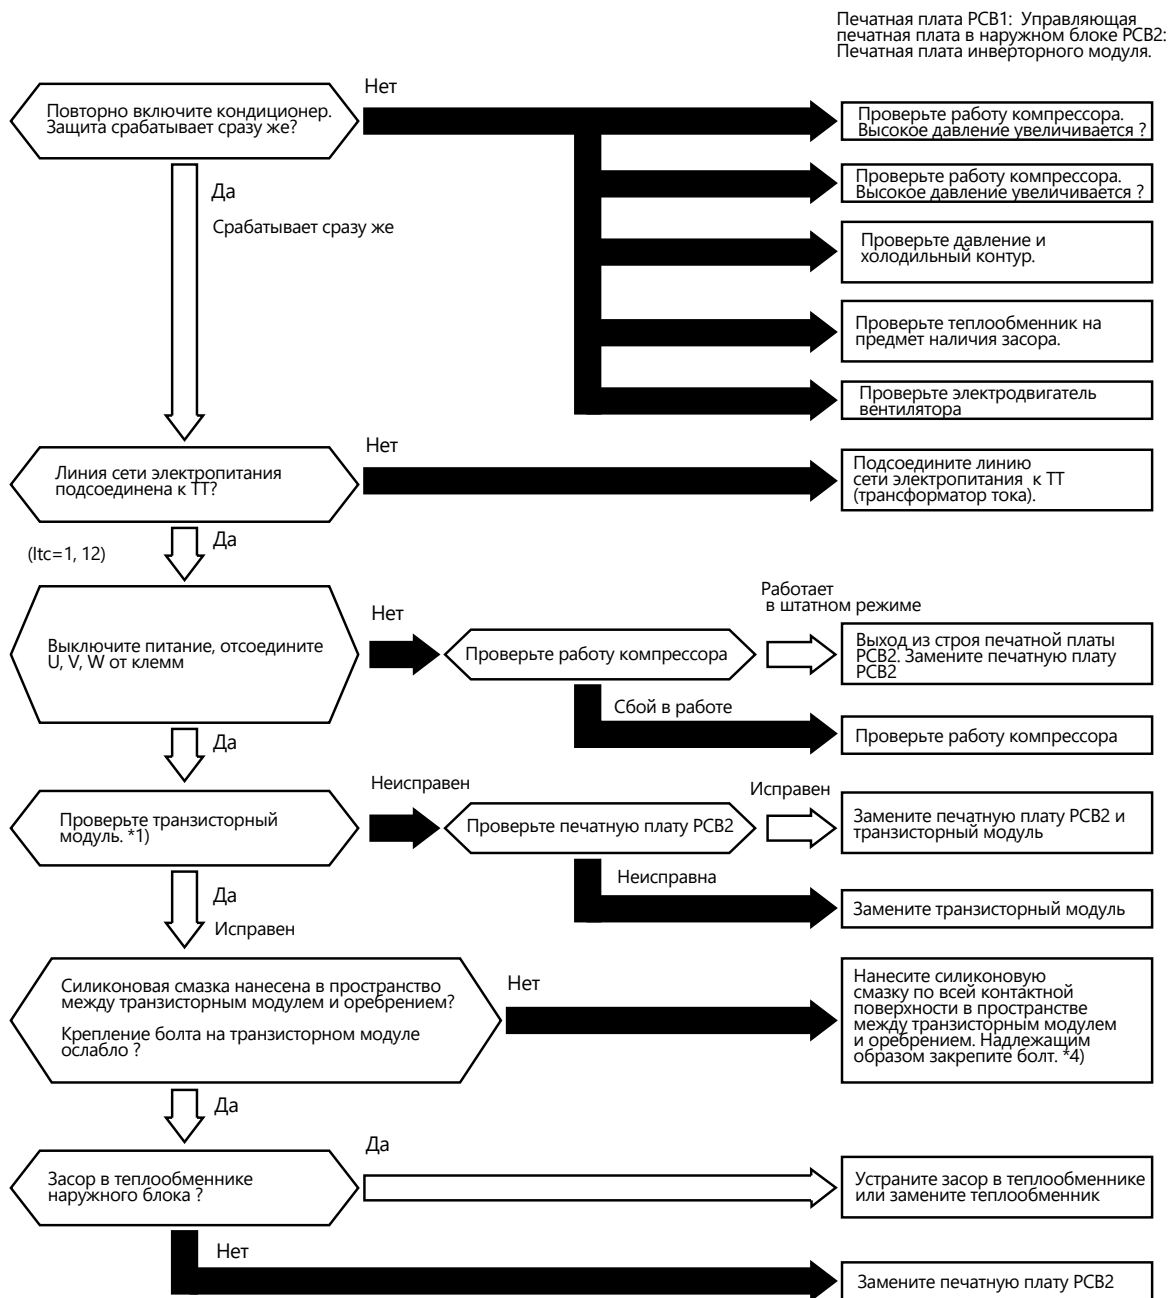 Печатная плата PCB1: Управляющая
печатная плата в наружном блоке PCB2:
Печатная плата инверторного модуля.
Нет
Повторно включите кондиционер.
Защита срабатывает сразу же?
Проверьте работу компрессора.
Высокое давление увеличивается ?
Да
Срабатывает сразу же
Проверьте работу компрессора.
Высокое давление увеличивается ?
Проверьте давление и
холодильный контур.
Проверьте теплообменник на
предмет наличия засора.
Проверьте электродвигатель
вентилятора
Линия сети электропитания
подсоединена к ТТ?
Нет
Подсоедините линию
сети электропитания к ТТ
(трансформатор тока).
Да
(Itc=1, 12)
Выключите питание, отсоедините
U, V, W от клемм
Нет
Проверьте работу компрессора
Работает
в штатном режиме
Выход из строя печатной платы
PCB2. Замените печатную плату
PCB2
Сбой в работе
Проверьте работу компрессора
Да
Проверьте транзисторный
модуль. *1)
Неисправен
Проверьте печатную плату PCB2
Исправен
Замените печатную плату PCB2 и
транзисторный модуль
Неисправна
Замените транзисторный модуль
Да
Исправен
Силиконовая смазка нанесена в пространство
между транзисторным модулем и оребрением?
Крепление болта на транзисторном модуле
ослабло ?
Нет
Нанесите силиконовую
смазку по всей контактной
поверхности в пространстве
между транзисторным модулем
и оребрением. Надлежащим
образом закрепите болт. *4)
Да
Засор в теплообменнике
наружного блока ?
Да
Устраните засор в теплообменнике
или замените теплообменник
Нет
Замените печатную плату PCB2